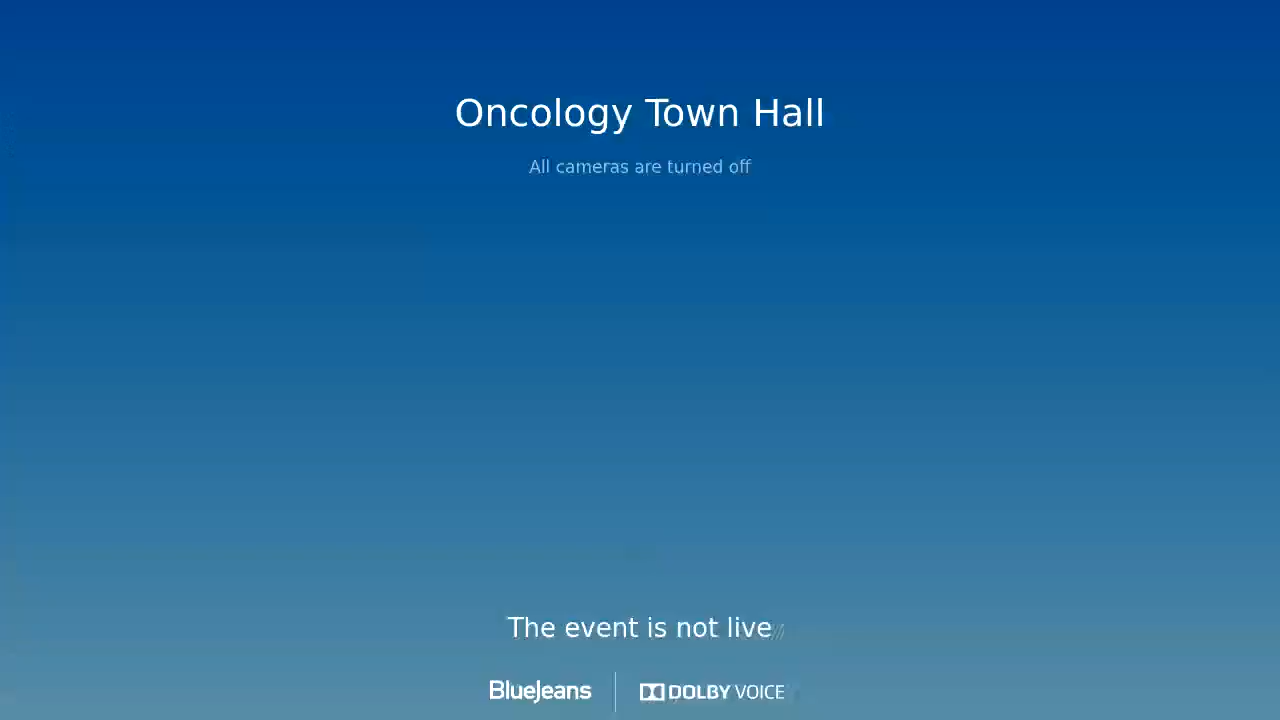 Oncology Town Hall
All cameras are turned off
The event is not live
BlueJeans
DOLBY VOICE